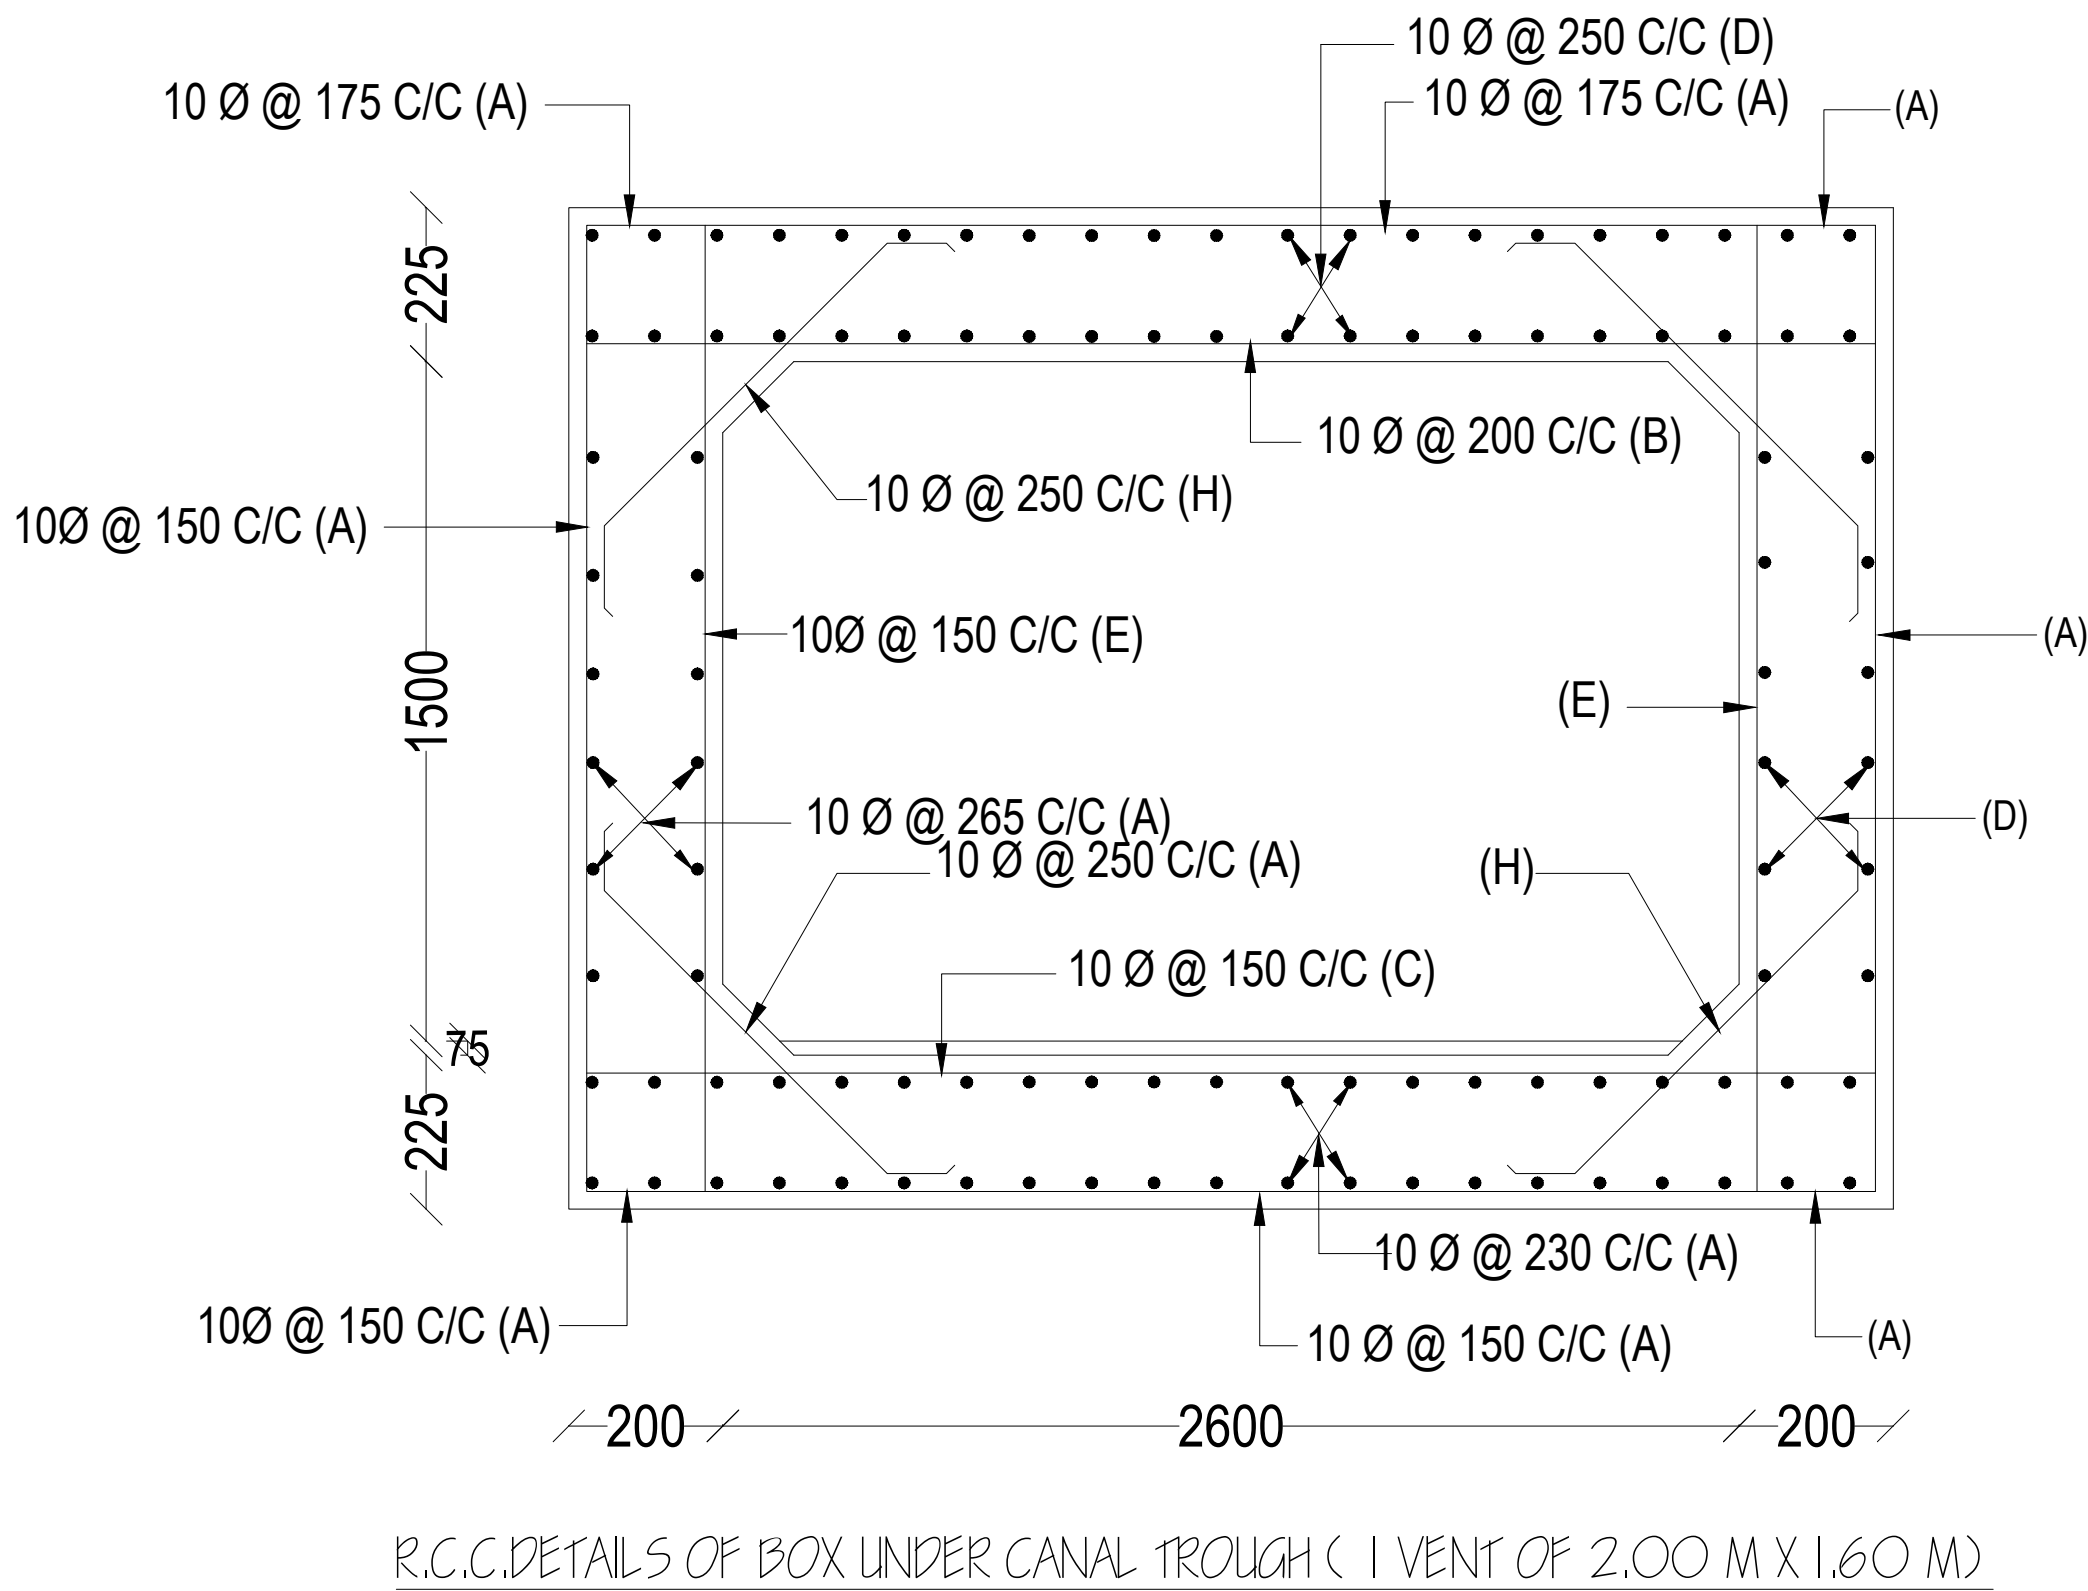 10 Ø @ 250 C/C (D)
10 Ø @ 175 C/C (A)
10 Ø @ 175 C/C (A)
(A)
225
10 Ø @ 200 C/C (B)
10 Ø @ 250 C/C (H)
10Ø @ 150 C/C (A)
10Ø @ 150 C/C (E)
(A)
1500
(E)
10 Ø @ 265 C/C (A)
(D)
10 Ø @ 250 C/C (A)
(H)
10 Ø @ 150 C/C (C)
75
225
10 Ø @ 230 C/C (A)
10Ø @ 150 C/C (A)
10 Ø @ 150 C/C (A)
(A)
200
2600
200
R.C.C.DETAILS OF BOX UNDER CANAL TROUGH ( 1 VENT OF 2.00 M X 1.60 M)